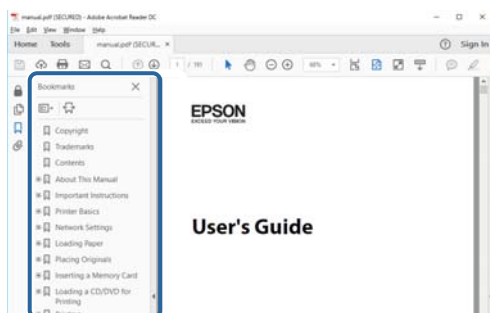 manual.pdf (SECURED) - Adobe Acrobat Reader DC
File Edit View Window Help
Home Tools manual.pdf (SECUR... × Sign In
1 / 191
Bookmarks
EPSON
EXCEED YOUR VISION
Copyright
Trademarks
Contents
About This Manual
Important Instructions
Printer Basics
Network Settings
User's Guide
Loading Paper
Placing Originals
Inserting a Memory Card
Loading a CD/DVD for
Printing